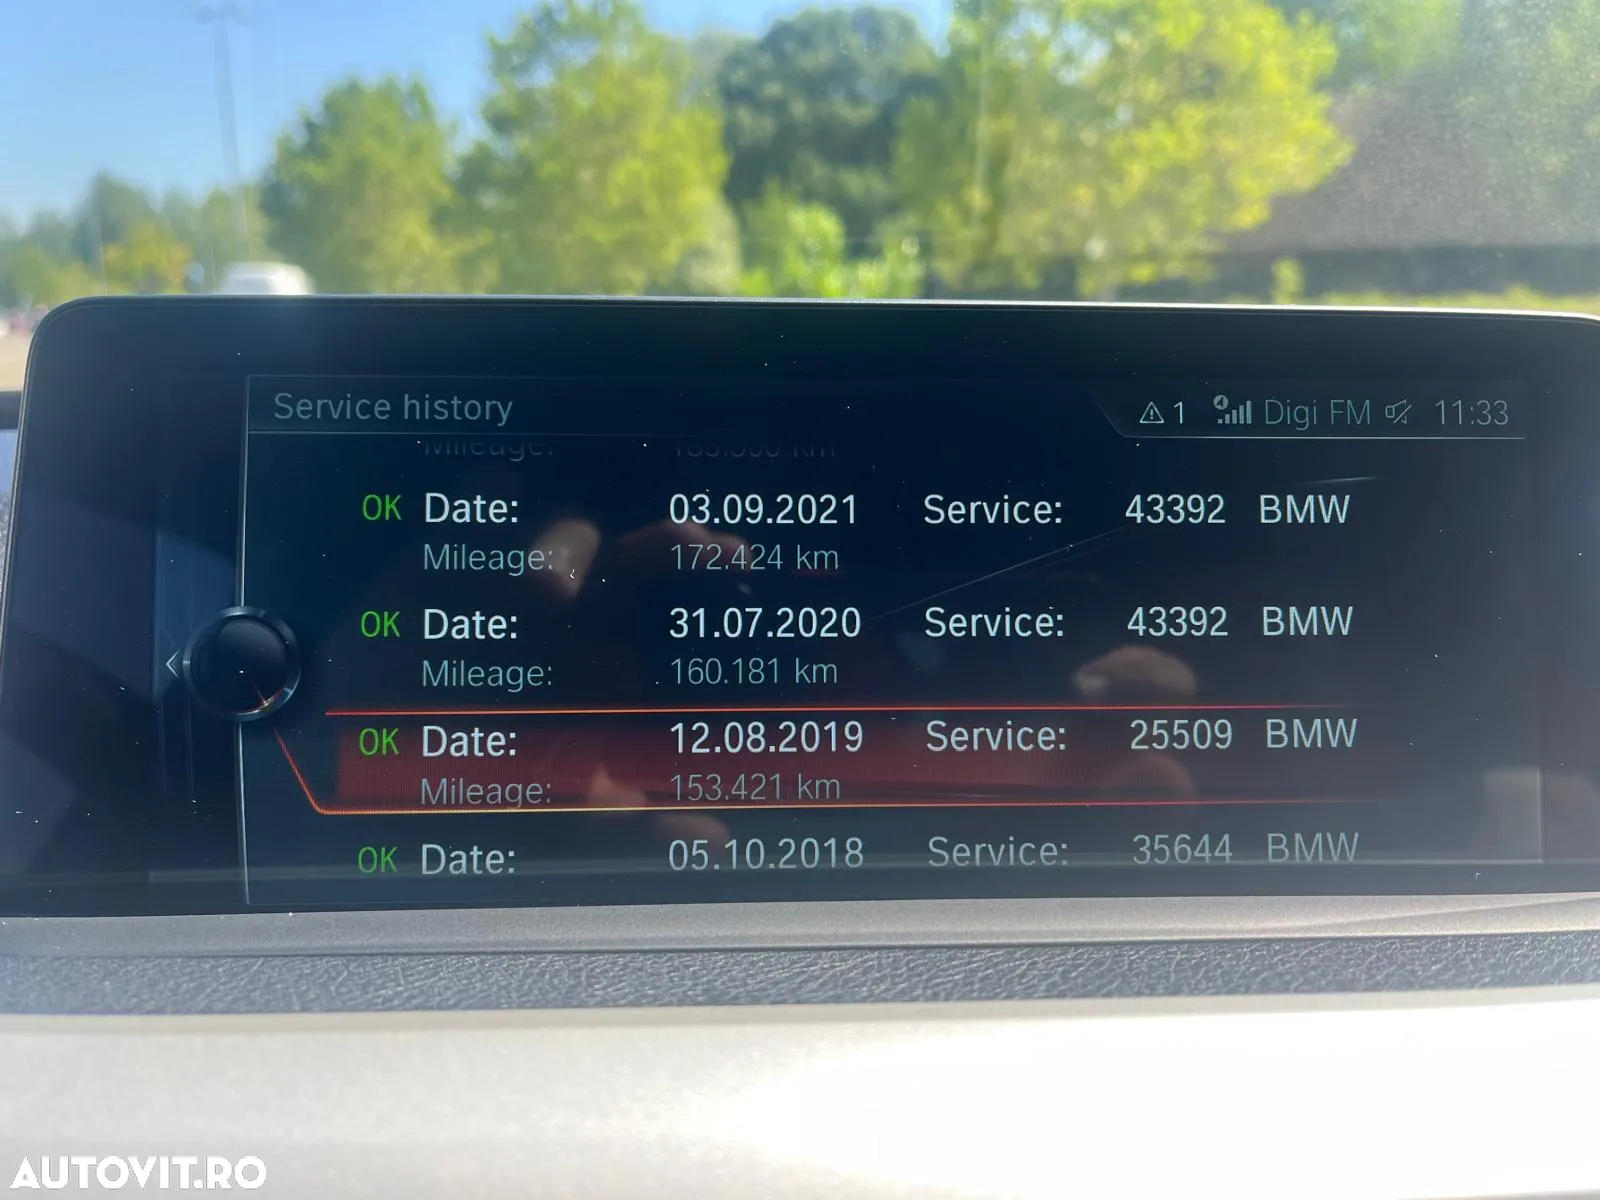 Service history
1 Digi FM 11:33
Mileage:
OK Date: 03.09.2021 Service: 43392 BMW
Mileage: 172.424 km
OK Date: 31.07.2020 Service: 43392 BMW
Mileage: 160.181 km
OK Date: 12.08.2019 Service: 25509 BMW
Mileage: 153.421 km
OK Date: 05.10.2018 Service: 35644 BMW
AUTOVIT.RO